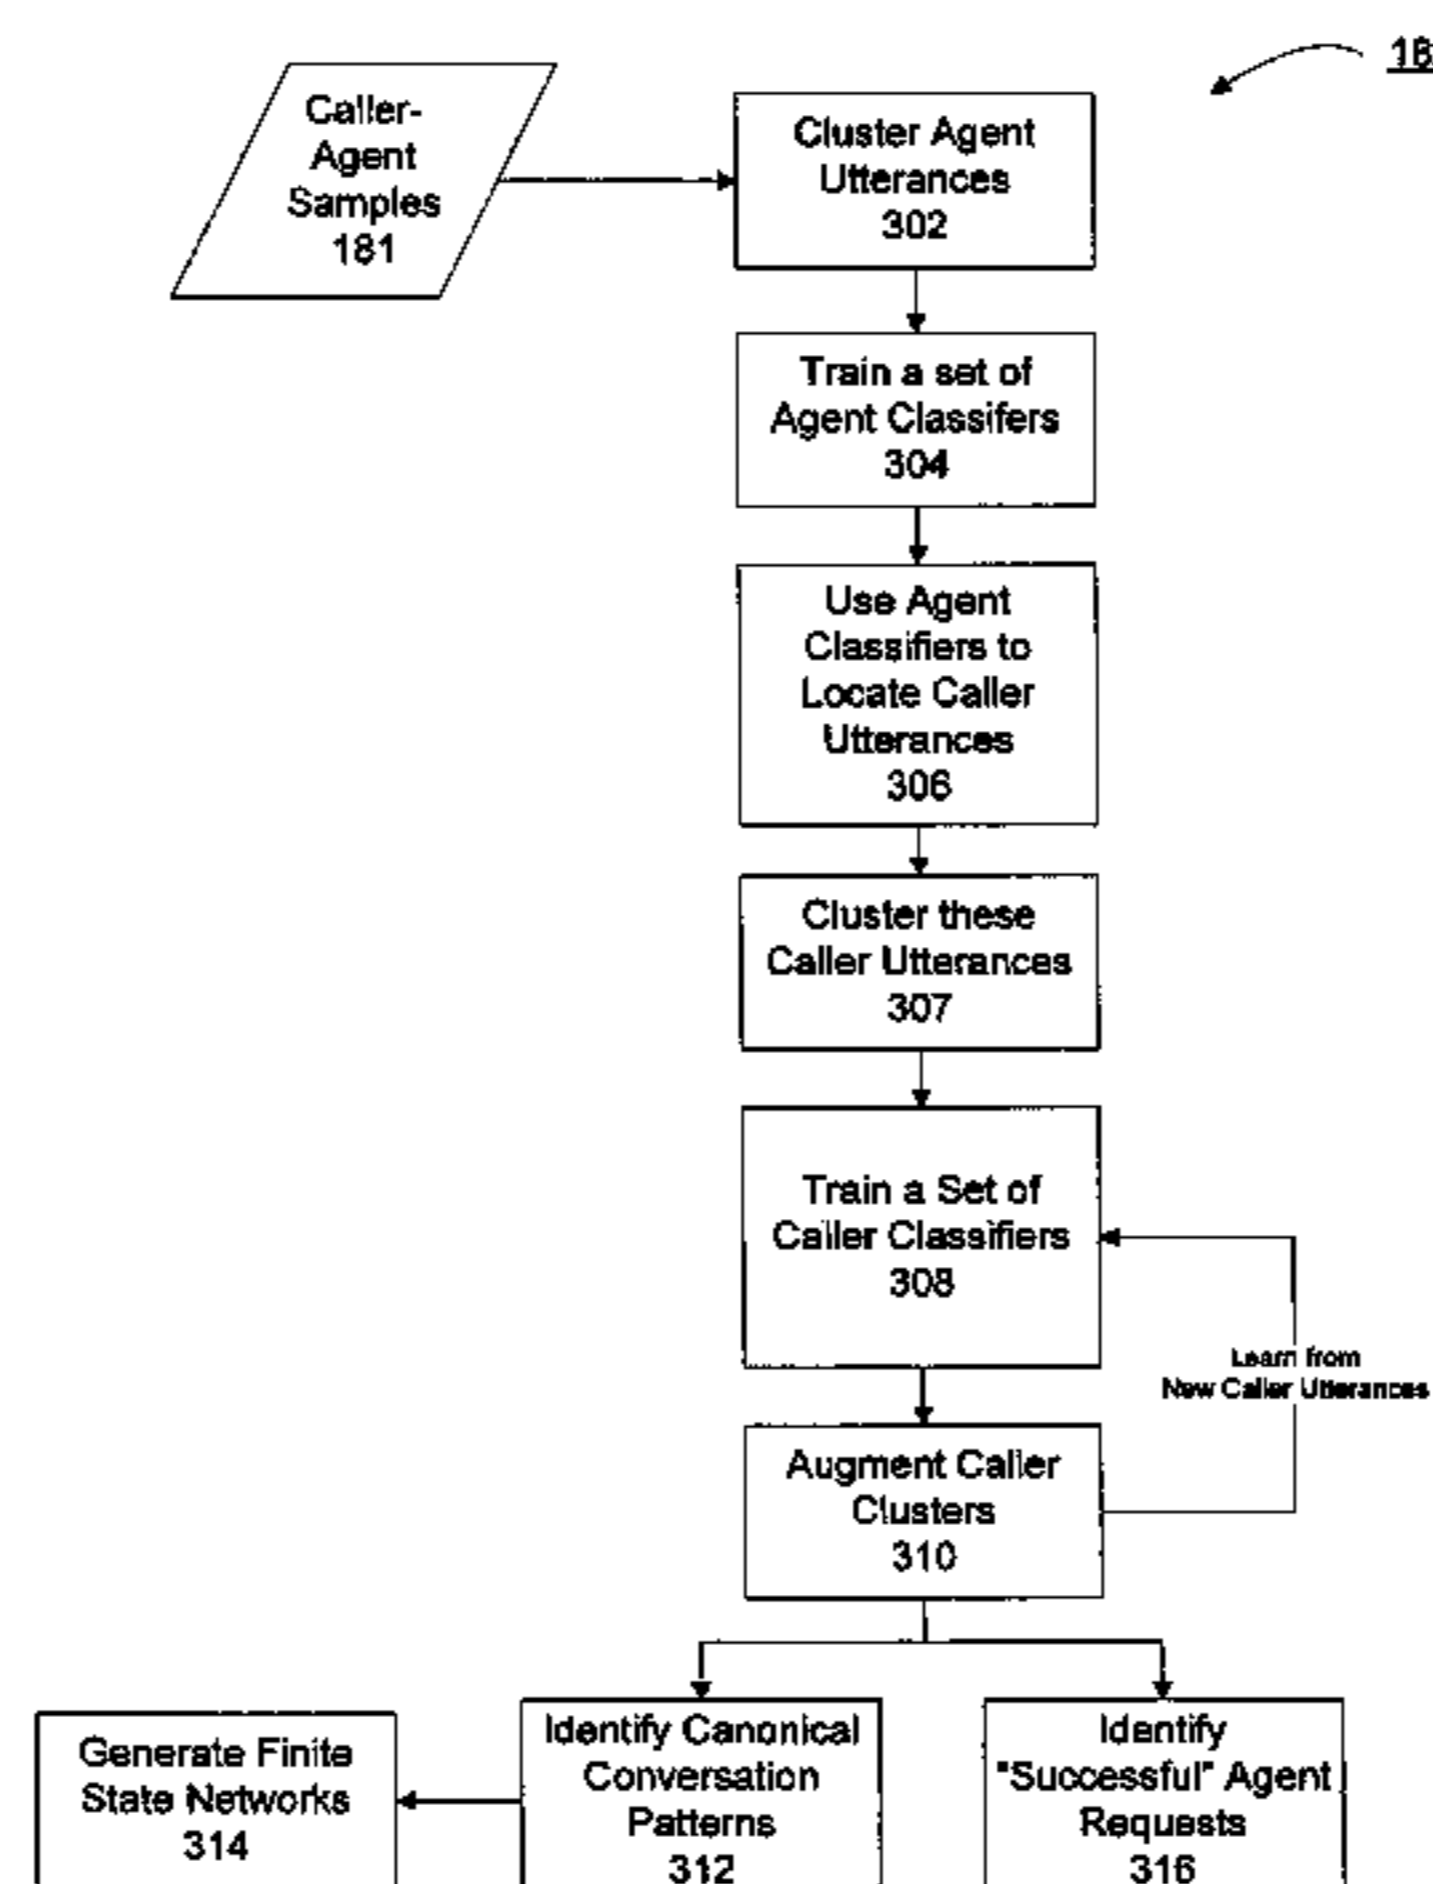 18
Caller-
Agent
Samples
181
Cluster Agent
Utterances
302
Train a set of
Agent Classifers
304
Use Agent
Classifiers to
Locate Caller
Utterances
306
Cluster these
Caller Utterances
307
Train a Set of
Caller Classifiers
308
Learn from
New Caller Utterances
Augment Caller
Clusters
310
Generate Finite
State Networks
314
Identify Canonical
Conversation
Patterns
312
Identify
"Successful" Agent
Requests
316